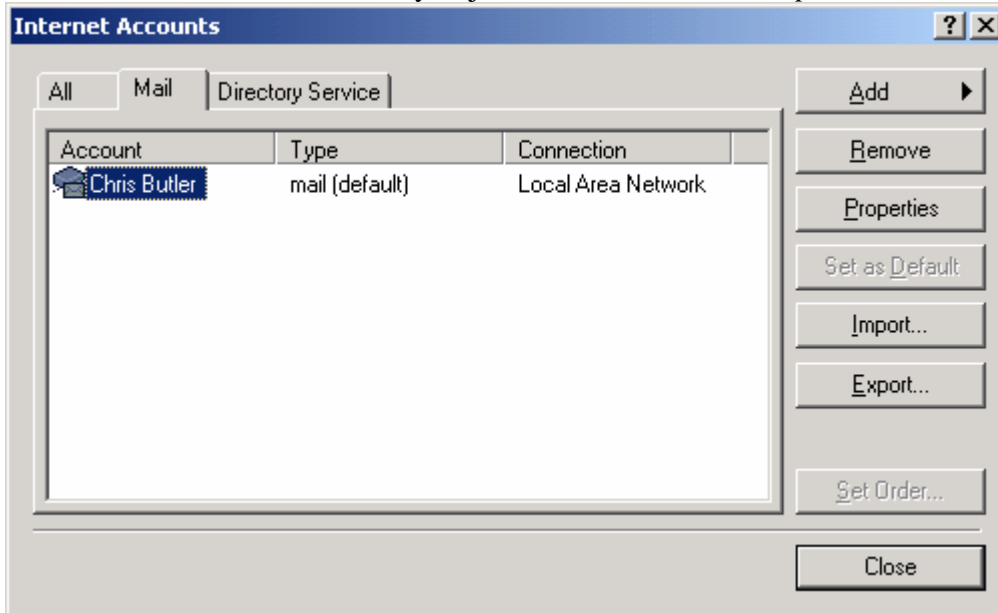 Internet Accounts
All Mail Directory Service
Add
Account Type Connection
Remove
Chris Butler mail (default) Local Area Network
Properties
Set as Default
Import...
Export...
Set Order...
Close